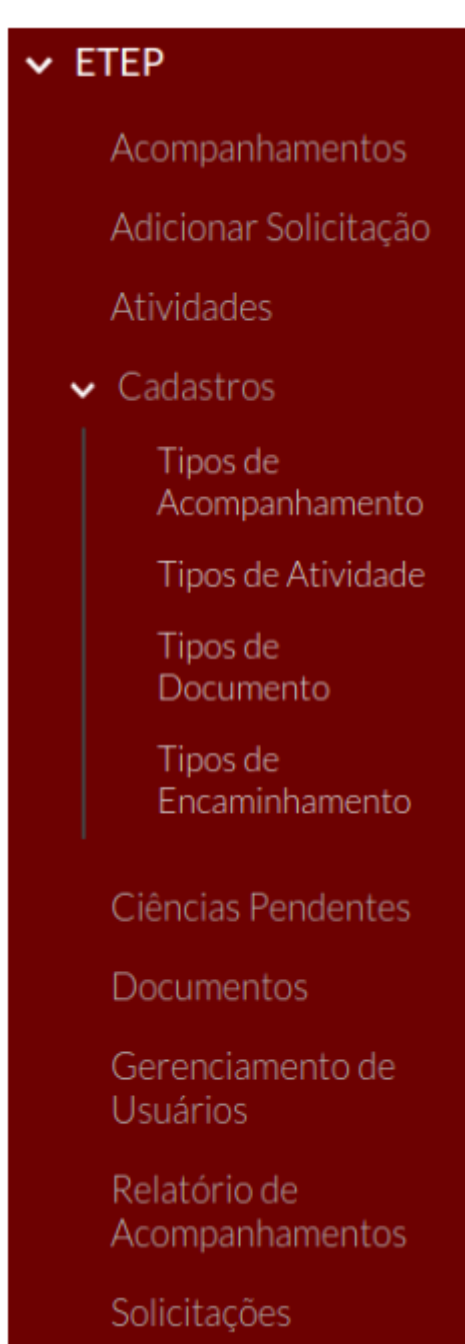 ETEP
Acompanhamentos
Adicionar Solicitação
Atividades
Cadastros
Tipos de
Acompanhamento
Tipos de Atividade
Tipos de
Documento
Tipos de
Encaminhamento
Ciências Pendentes
Documentos
Gerenciamento de
Usuários
Relatório de
Acompanhamentos
Solicitações